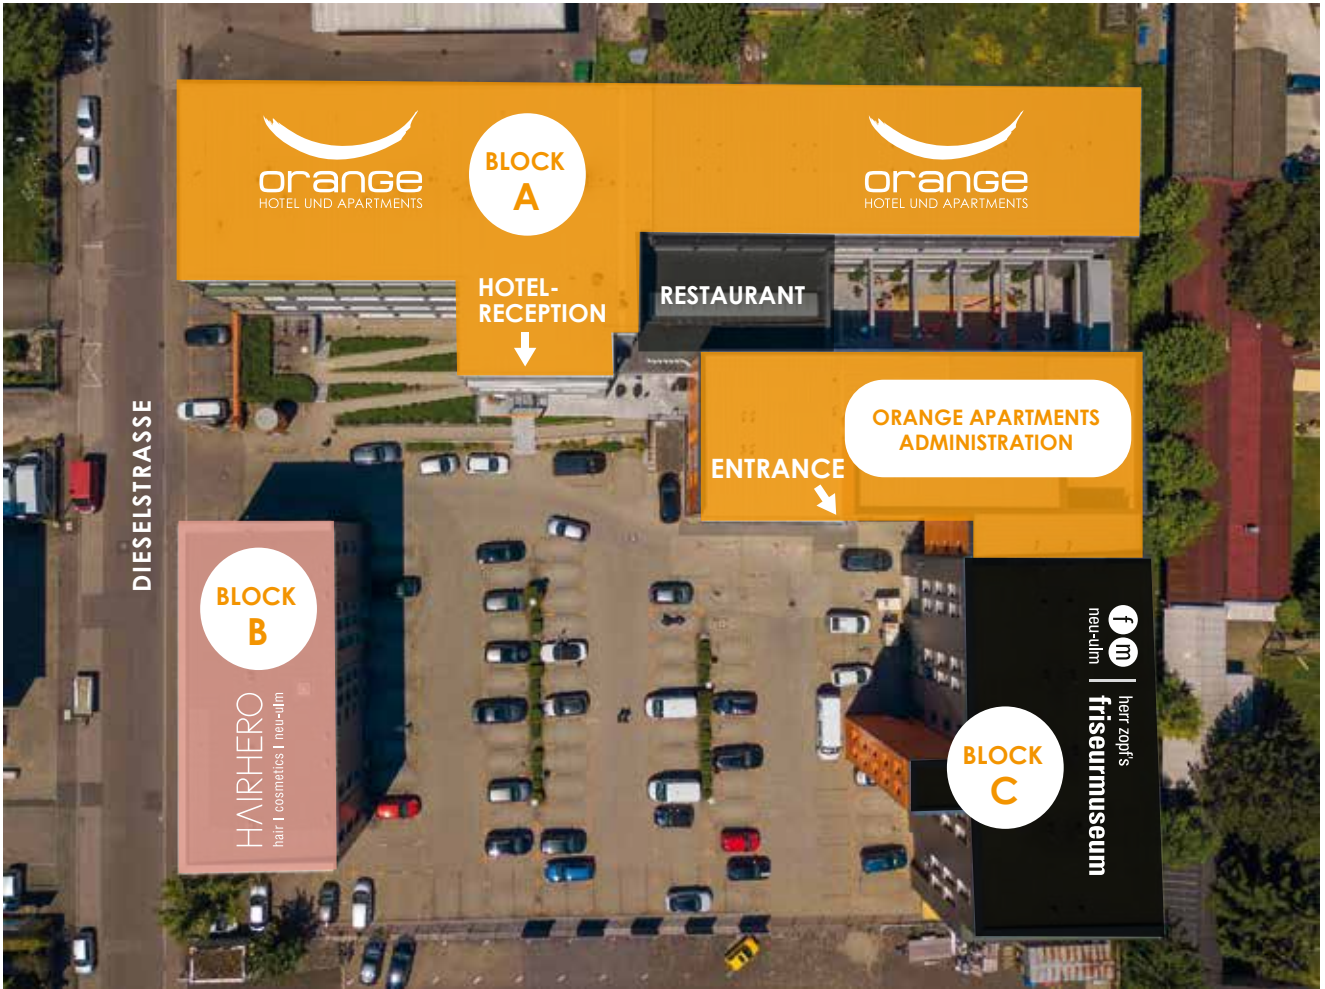 orange
HOTEL UND APARTMENTS
BLOCK
A
orange
HOTEL UND APARTMENTS
HOTEL-
RECEPTION
RESTAURANT
ORANGE APARTMENTS
ADMINISTRATION
ENTRANCE
DIESELSTRASSE
BLOCK
B
HAIRHERO
hair | cosmetics | neu-ulm
f m
neu-ulm
herr zopf's
friseurmuseum
BLOCK
C